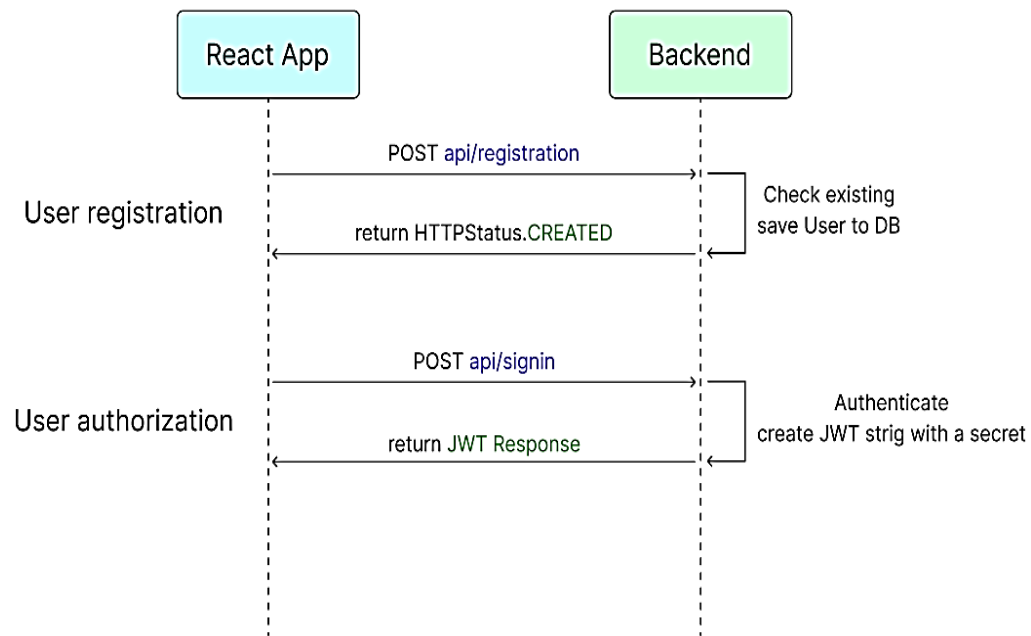 React App
Backend
POST api/registration
User registration
Check existing
save User to DB
return HTTPStatus.CREATED
POST api/signin
User authorization
Authenticate
create JWT strig with a secret
return JWT Response